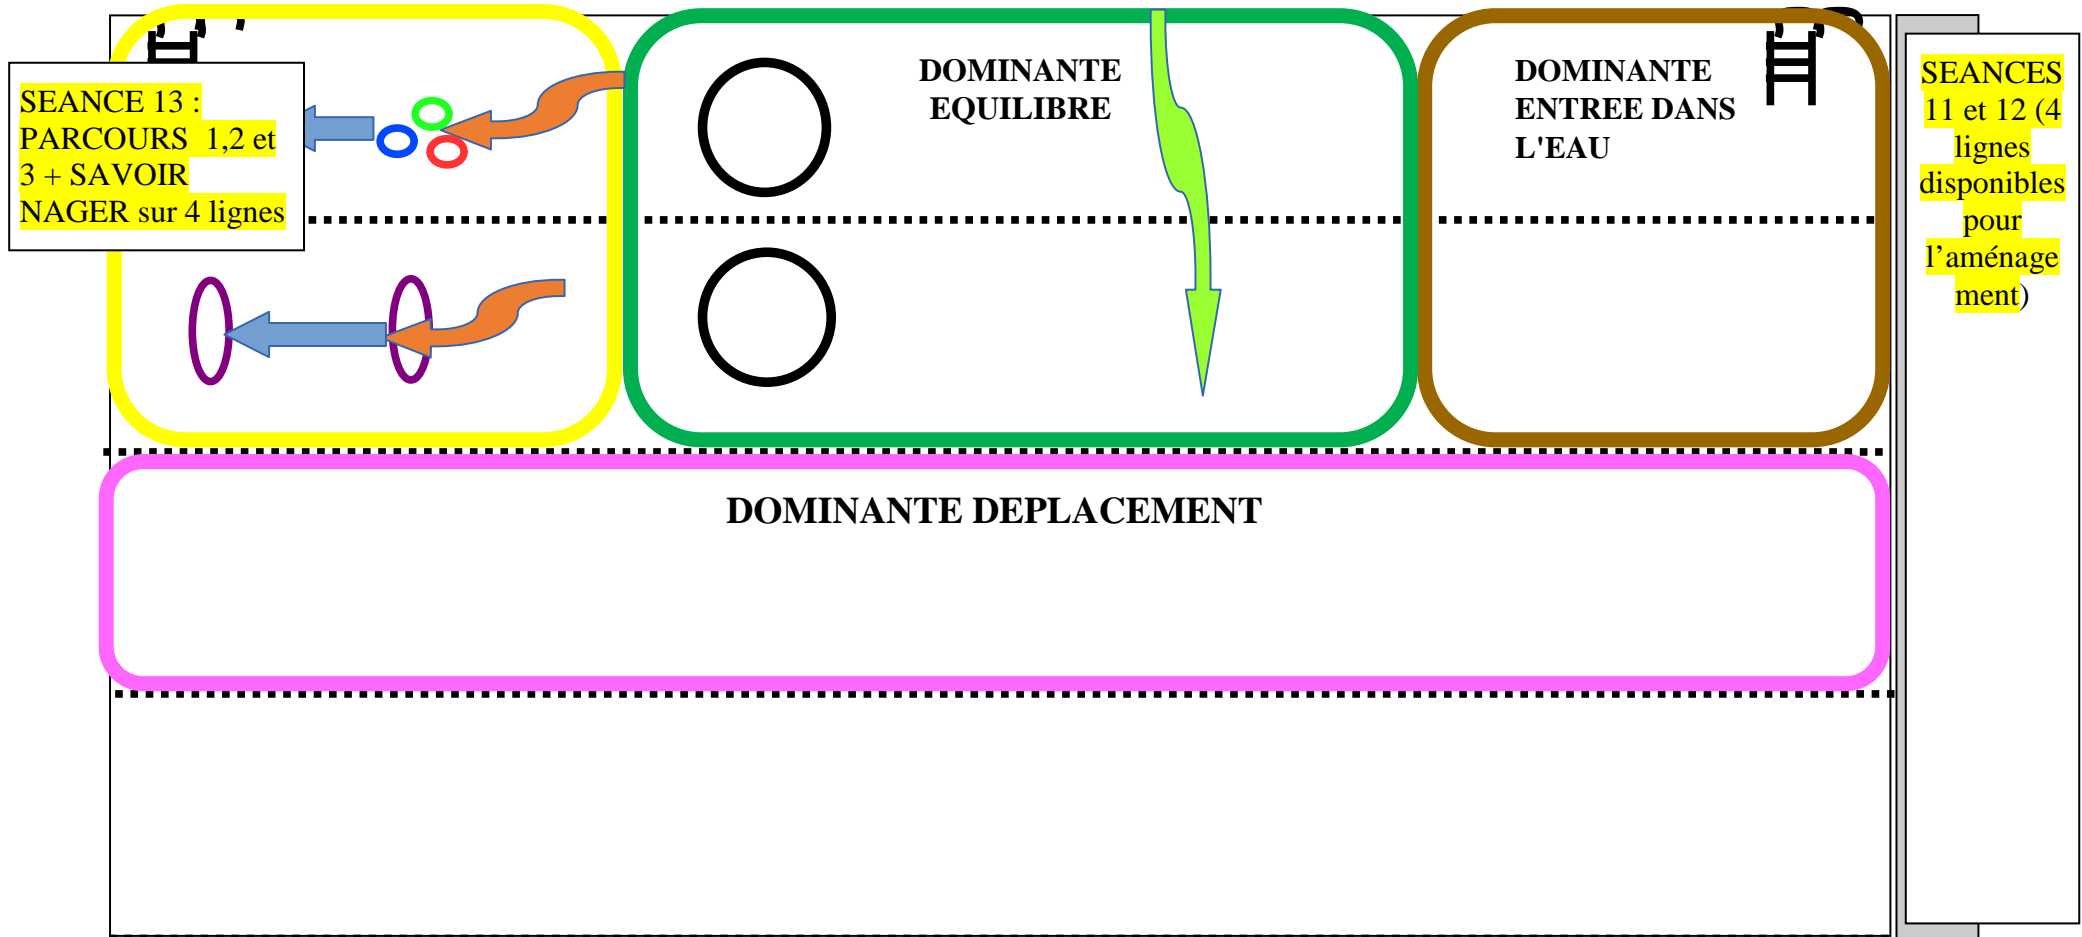 SEANCE 13 :
PARCOURS 1,2 et
3 + SAVOIR
NAGER sur 4 lignes
DOMINANTE
EQUILIBRE
DOMINANTE
ENTREE DANS
L'EAU
SEANCES
11 et 12 (4
lignes
disponibles
pour
l’aménage
ment)
DOMINANTE DEPLACEMENT